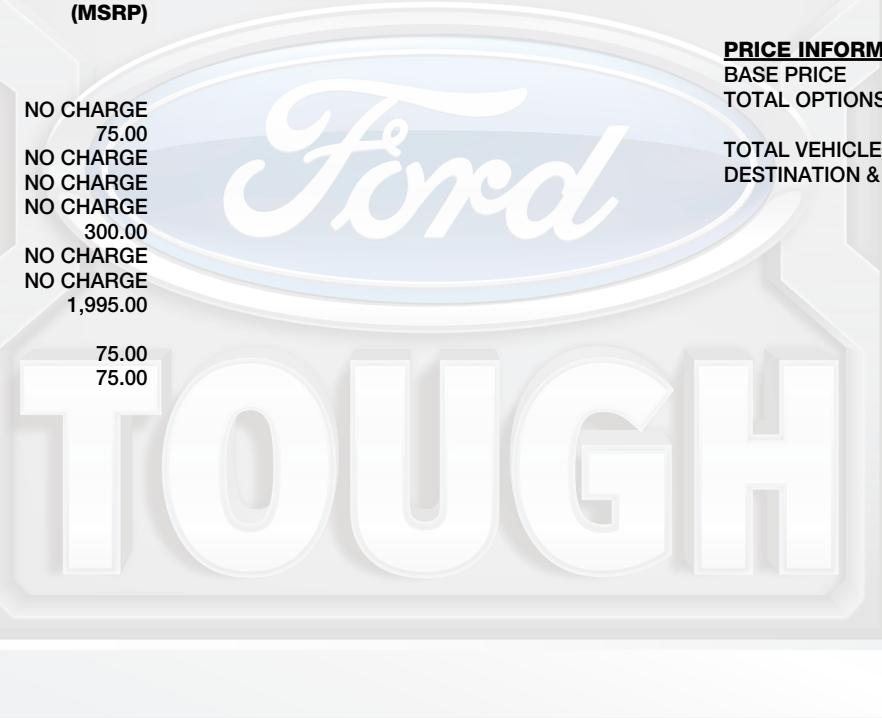 (MSRP)
NO CHARGE
75.00
NO CHARGE
NO CHARGE
NO CHARGE
300.00
NO CHARGE
NO CHARGE
1,995.00
75.00
75.00
PRICE INFORM
BASE PRICE
TOTAL OPTIONS
TOTAL VEHICLE
DESTINATION &
Ford
TOUGH